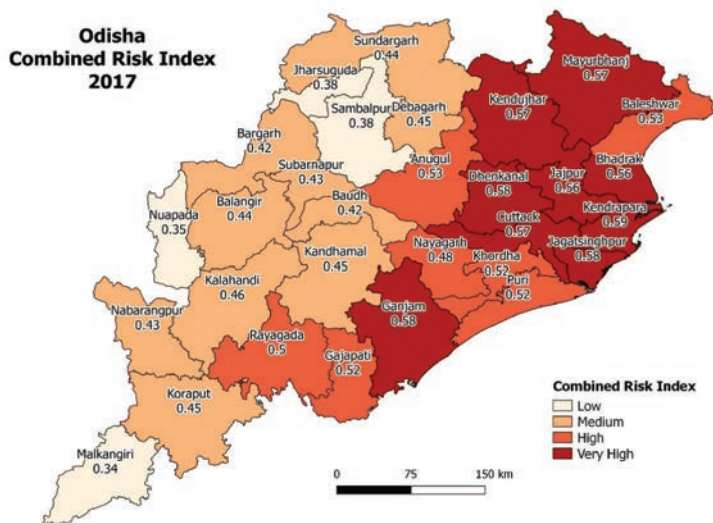 Odisha
Combined Risk Index
2017
Sundargarh
0.44
Jharsuguda
0.38
Sambalpur
0.38
Debagarh
0.45
Mayurbhanj
0.57
Kendujhar
0.57
Baleshwar
0.53
Bargarh
0.42
Subarnapur
0.43
Anugul
0.53
Dhenkanal
0.58
Jajpur
0.56
Bhadrak
0.56
Nuapada
0.35
Balangir
0.44
Baudh
0.42
Cuttack
0.57
Kendrapara
0.59
Jagatsinghpur
0.58
Kandhamal
0.45
Nayagarh
0.48
Khordha
0.52
Puri
0.52
Nabarangpur
0.43
Kalahandi
0.46
Rayagada
0.5
Gajapati
0.52
Ganjam
0.58
Koraput
0.45
Malkangiri
0.34
Combined Risk Index
Low
Medium
High
Very High
0 75 150 km